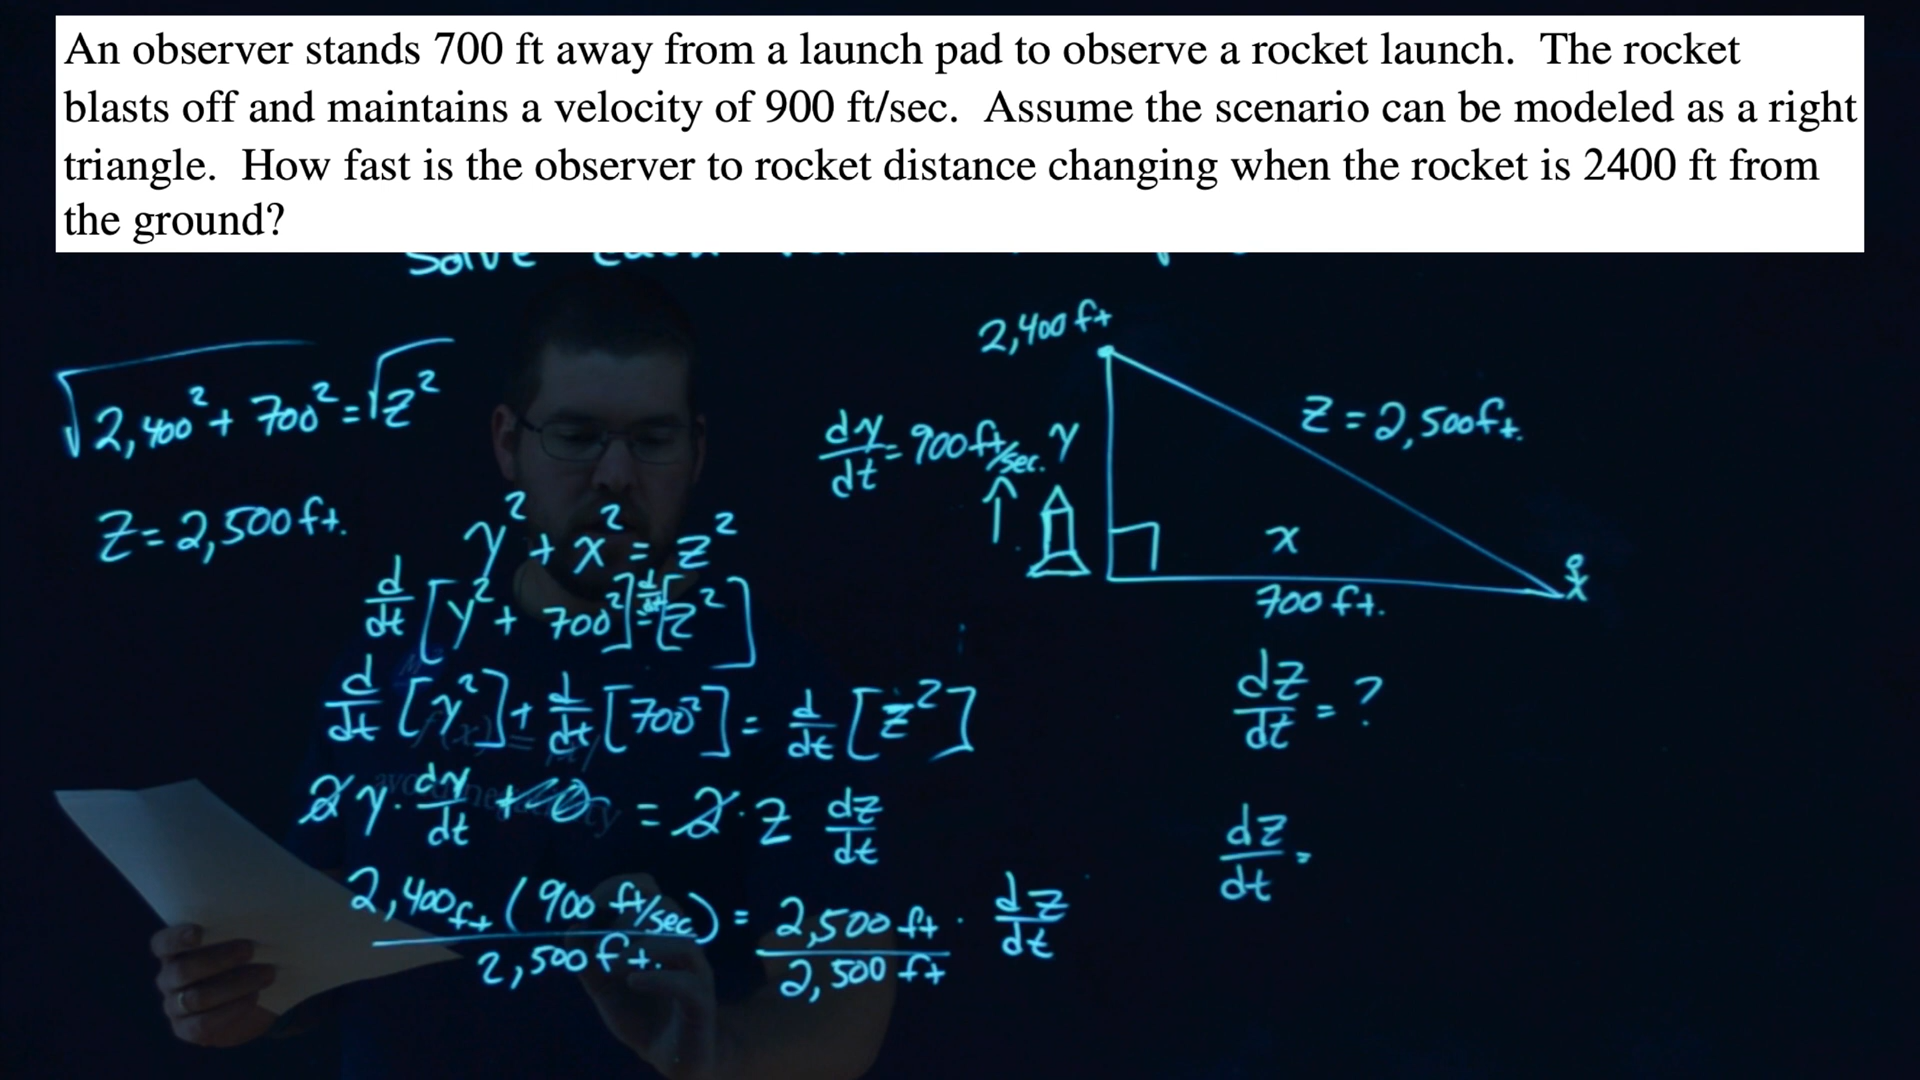 An observer stands 700 ft away from a launch pad to observe a rocket launch. The rocket
blasts off and maintains a velocity of 900 ft/sec. Assume the scenario can be modeled as a right
triangle. How fast is the observer to rocket distance changing when the rocket is 2400 ft from
the ground?
Solve
√2,400² + 700² = √z²
z = 2,500 ft.
y² + x² = z²
d/dt [y² + 700²] = d/dt [z²]
d/dt [y²] + d/dt [700²] = d/dt [z²]
2y · dy/dt + 0 = 2 · z dz/dt
2,400 ft (900 ft/sec) / 2,500 ft. = 2,500 ft / 2,500 ft · dz/dt
2,400 ft
dy/dt = 900 ft/sec. y
z = 2,500 ft.
x
700 ft.
dz/dt = ?
dz/dt =